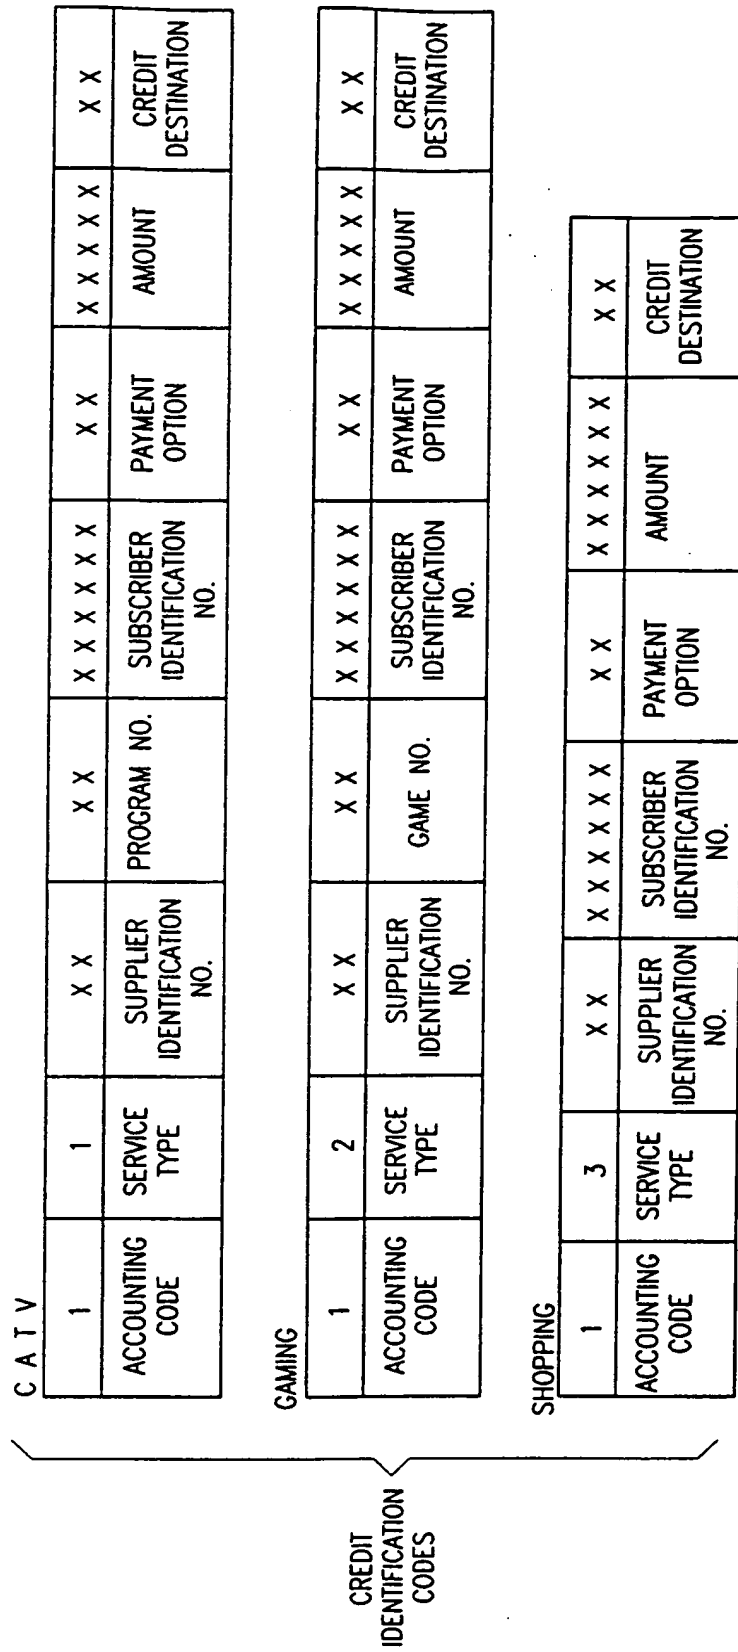 CREDIT
IDENTIFICATION
CODES
C A T V
1
1
X X
X X
X X X X X X X
X X
X X X X X X
X X
ACCOUNTING
CODE
SERVICE
TYPE
SUPPLIER
IDENTIFICATION
NO.
PROGRAM NO.
SUBSCRIBER
IDENTIFICATION
NO.
PAYMENT
OPTION
AMOUNT
CREDIT
DESTINATION
GAMING
1
2
X X
X X
X X X X X X X
X X
X X X X X X
X X
ACCOUNTING
CODE
SERVICE
TYPE
SUPPLIER
IDENTIFICATION
NO.
GAME NO.
SUBSCRIBER
IDENTIFICATION
NO.
PAYMENT
OPTION
AMOUNT
CREDIT
DESTINATION
SHOPPING
1
3
X X
X X X X X X X
X X
X X X X X X X
X X
ACCOUNTING
CODE
SERVICE
TYPE
SUPPLIER
IDENTIFICATION
NO.
SUBSCRIBER
IDENTIFICATION
NO.
PAYMENT
OPTION
AMOUNT
CREDIT
DESTINATION